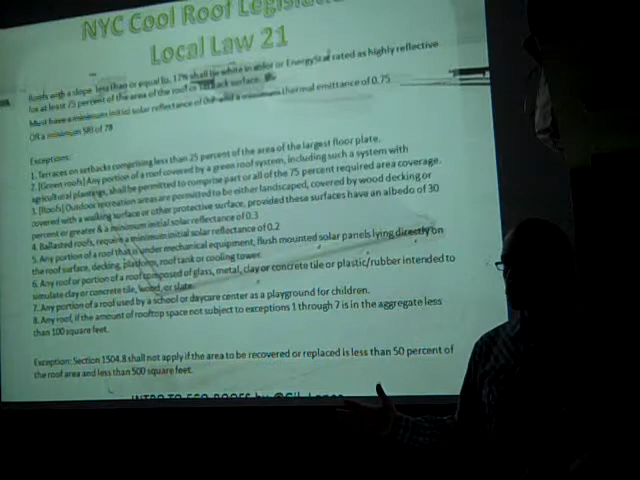 NYC Cool Roof
Local Law 21
Roofs with a slope less than or equal to 17% shall be white in color or EnergyStar rated as highly reflective
for at least 75 percent of the area of the roof or setback surface.
Must have a minimum initial solar reflectance of 0.7 and a minimum thermal emittance of 0.75
OR a minimum SRI of 78
Exceptions:
1. Terraces on setbacks comprising less than 25 percent of the area of the largest floor plate.
2. [Green roofs] Any portion of a roof covered by a green roof system, including such a system with
agricultural plantings, shall be permitted to comprise part or all of the 75 percent required area coverage.
3. [Roofs] Outdoor recreation areas are permitted to be either landscaped, covered by wood decking or
covered with a walking surface or other protective surface, provided these surfaces have an albedo of 30
percent or greater & a minimum initial solar reflectance of 0.3
4. Ballasted roofs, require a minimum initial solar reflectance of 0.2
5. Any portion of a roof that is under mechanical equipment, flush mounted solar panels lying directly on
the roof surface, decking, platform, roof tank or cooling tower.
6. Any roof or portion of a roof composed of glass, metal, clay or concrete tile or plastic/rubber intended to
simulate clay or concrete tile, wood, or slate.
7. Any portion of a roof used by a school or daycare center as a playground for children.
8. Any roof, if the amount of rooftop space not subject to exceptions 1 through 7 is in the aggregate less
than 100 square feet.
Exception: Section 1504.8 shall not apply if the area to be recovered or replaced is less than 50 percent of
the roof area and less than 500 square feet.
INTRO TO ECO ROOFS by @Gil_Lopez